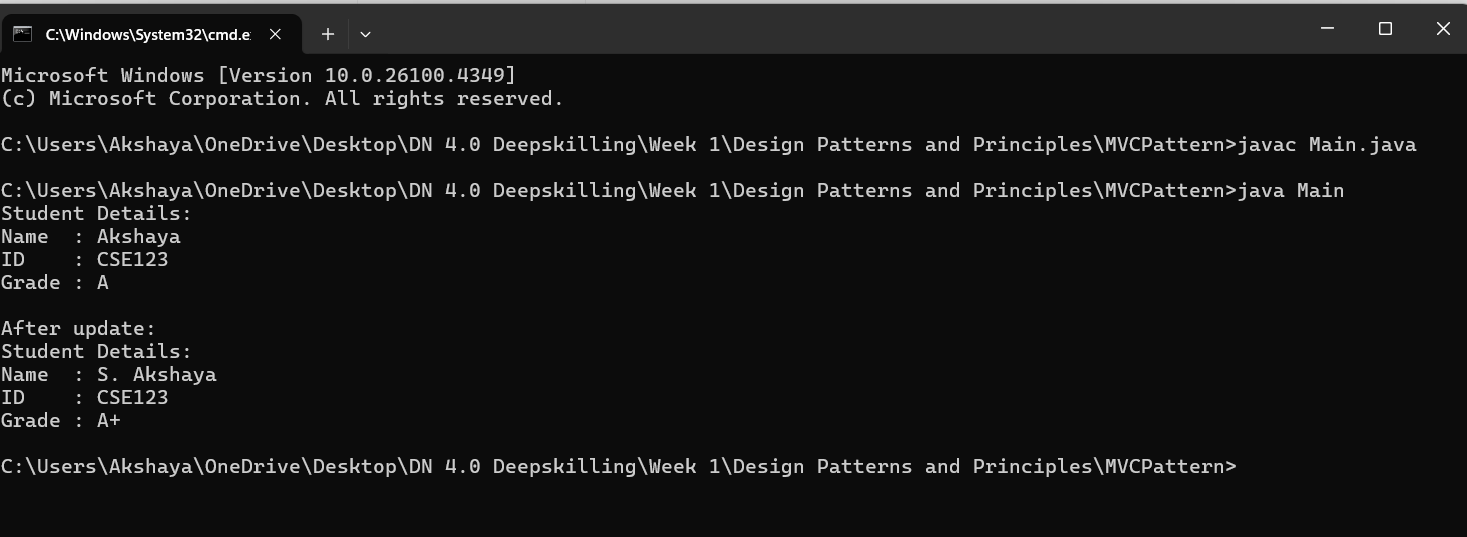 C:\Windows\System32\cmd.e
Microsoft Windows [Version 10.0.26100.4349]
(c) Microsoft Corporation. All rights reserved.
C:\Users\Akshaya\OneDrive\Desktop\DN 4.0 Deepskilling\Week 1\Design Patterns and Principles\MVCPattern>javac Main.java
C:\Users\Akshaya\OneDrive\Desktop\DN 4.0 Deepskilling\Week 1\Design Patterns and Principles\MVCPattern>java Main
Student Details:
Name  : Akshaya
ID    : CSE123
Grade : A
After update:
Student Details:
Name  : S. Akshaya
ID    : CSE123
Grade : A+
C:\Users\Akshaya\OneDrive\Desktop\DN 4.0 Deepskilling\Week 1\Design Patterns and Principles\MVCPattern>